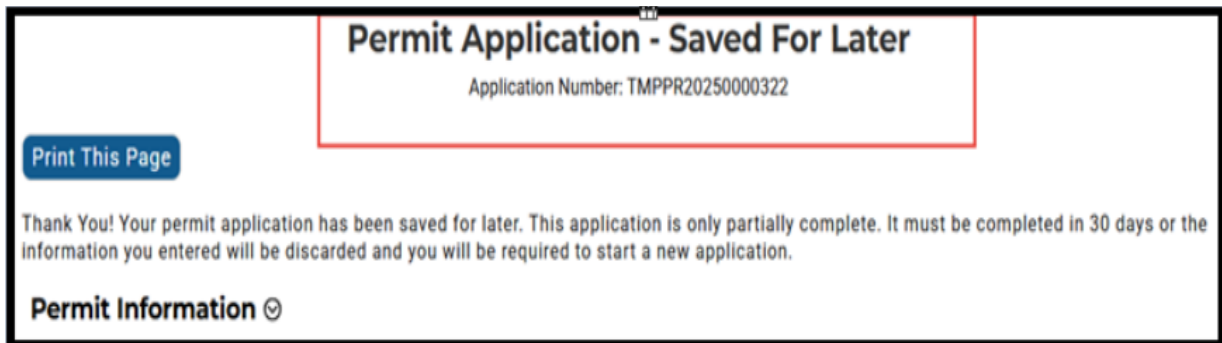 Permit Application - Saved For Later
Application Number: TMPPR20250000322
Print This Page
Thank You! Your permit application has been saved for later. This application is only partially complete. It must be completed in 30 days or the
information you entered will be discarded and you will be required to start a new application.
Permit Information